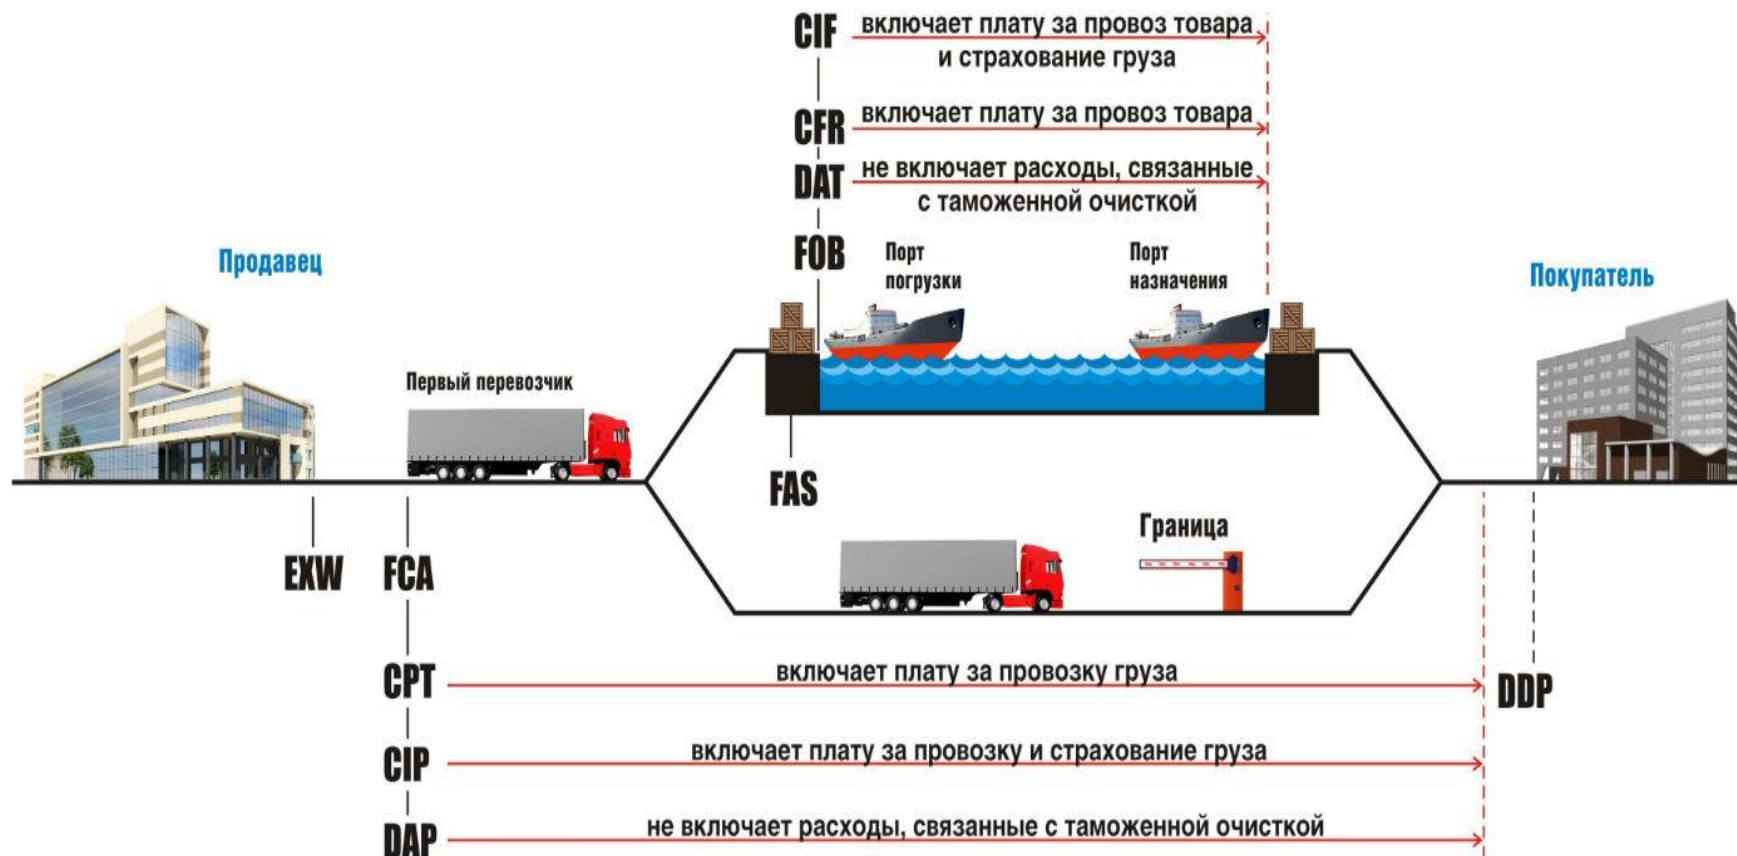 CIF
включает плату за провоз товара
и страхование груза
CFR
включает плату за провоз товара
DAT
не включает расходы, связанные
с таможенной очисткой
FOB
Порт
погрузки
Порт
назначения
Продавец
Покупатель
Первый перевозчик
FAS
Граница
EXW
FCA
CPT
включает плату за провозку груза
DDP
CIP
включает плату за провозку и страхование груза
DAP
не включает расходы, связанные с таможенной очисткой